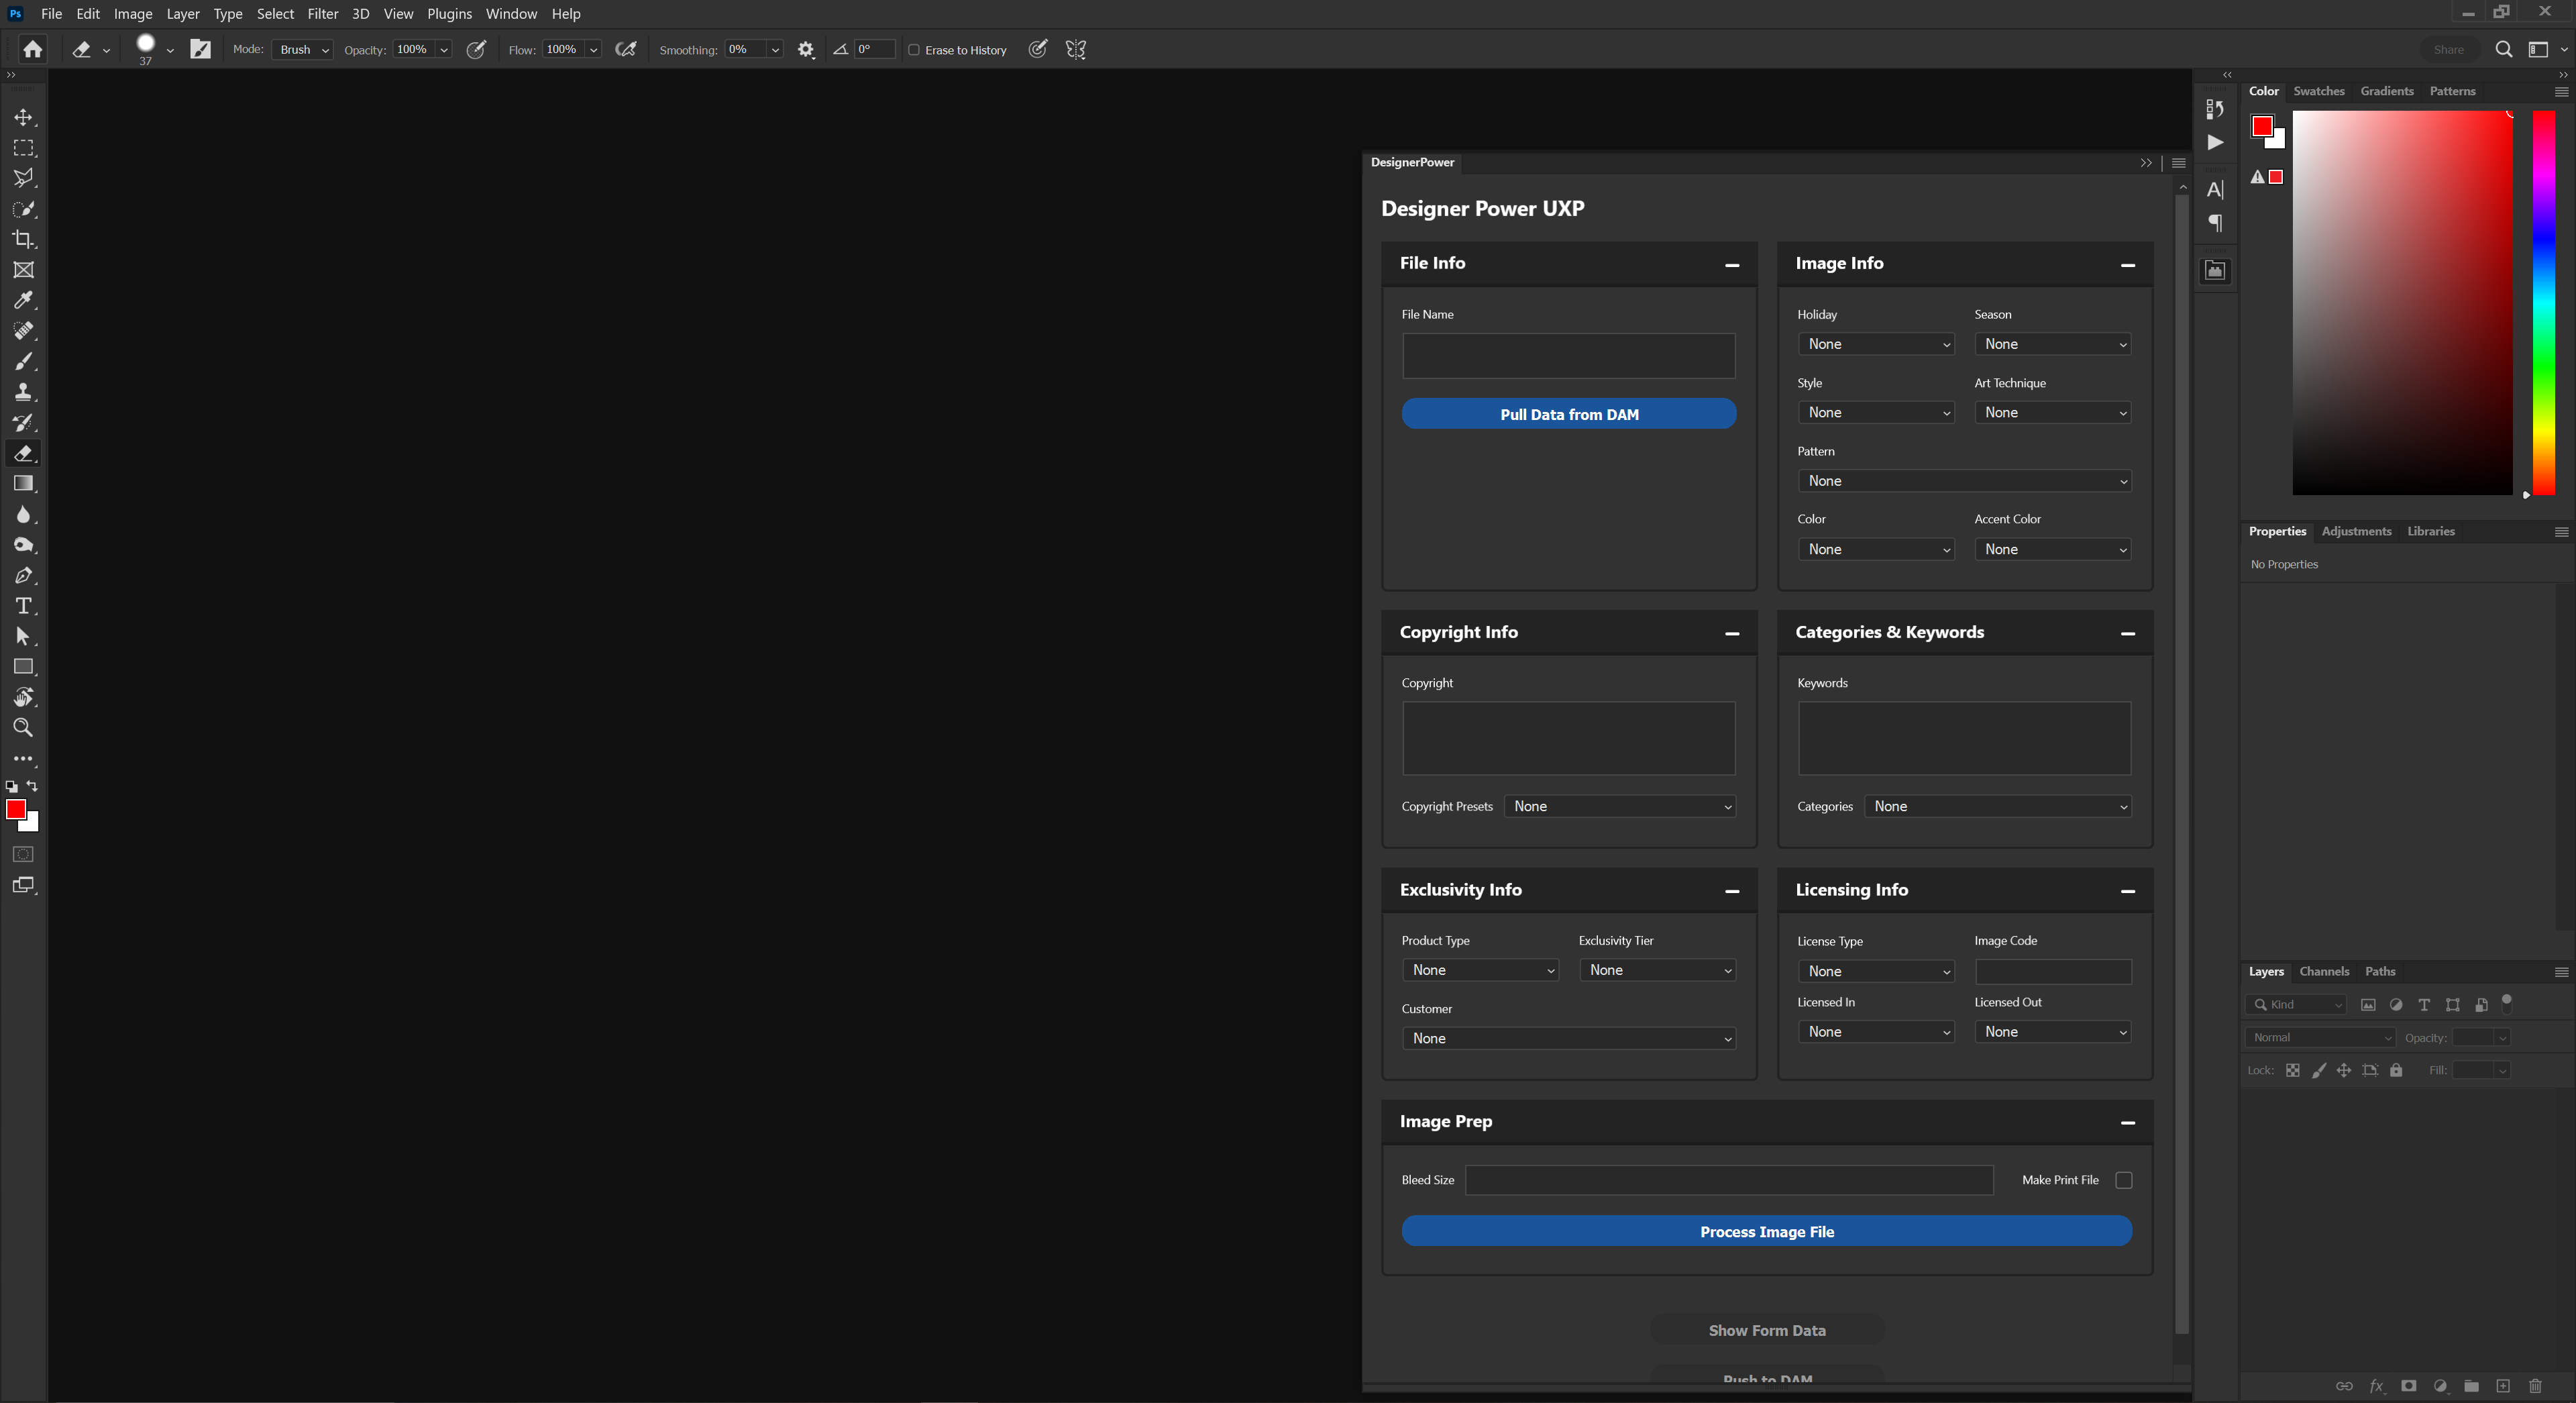 Ps File Edit Image Layer Type Select Filter 3D View Plugins Window Help
37 Mode: Brush Opacity: 100% Flow: 100% Smoothing: 0% 0° Erase to History Share
Color Swatches Gradients Patterns
DesignerPower
Designer Power UXP
File Info
File Name
Pull Data from DAM
Image Info
Holiday Season
None None
Style Art Technique
None None
Pattern
None
Color Accent Color
None None
Copyright Info
Copyright
Copyright Presets None
Categories & Keywords
Keywords
Categories None
Exclusivity Info
Product Type Exclusivity Tier
None None
Customer
None
Licensing Info
License Type Image Code
None
Licensed In Licensed Out
None None
Image Prep
Bleed Size Make Print File
Process Image File
Show Form Data
Push to DAM
Properties Adjustments Libraries
No Properties
Layers Channels Paths
Kind
Normal Opacity:
Lock: Fill: